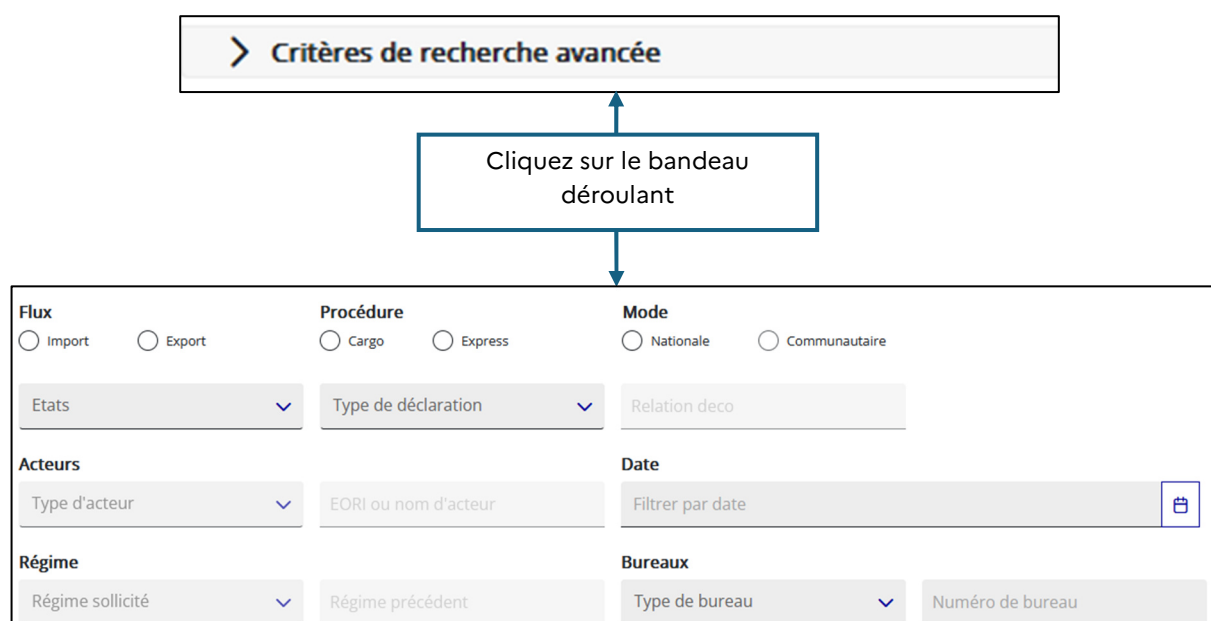 Critères de recherche avancée
Cliquez sur le bandeau
déroulant
Flux Procédure Mode
Import Export Cargo Express Nationale Communautaire
Etats Type de déclaration Relation deco
Acteurs Date
Type d'acteur EORI ou nom d'acteur Filtrer par date
Régime Bureaux
Régime sollicité Régime précédent Type de bureau Numéro de bureau